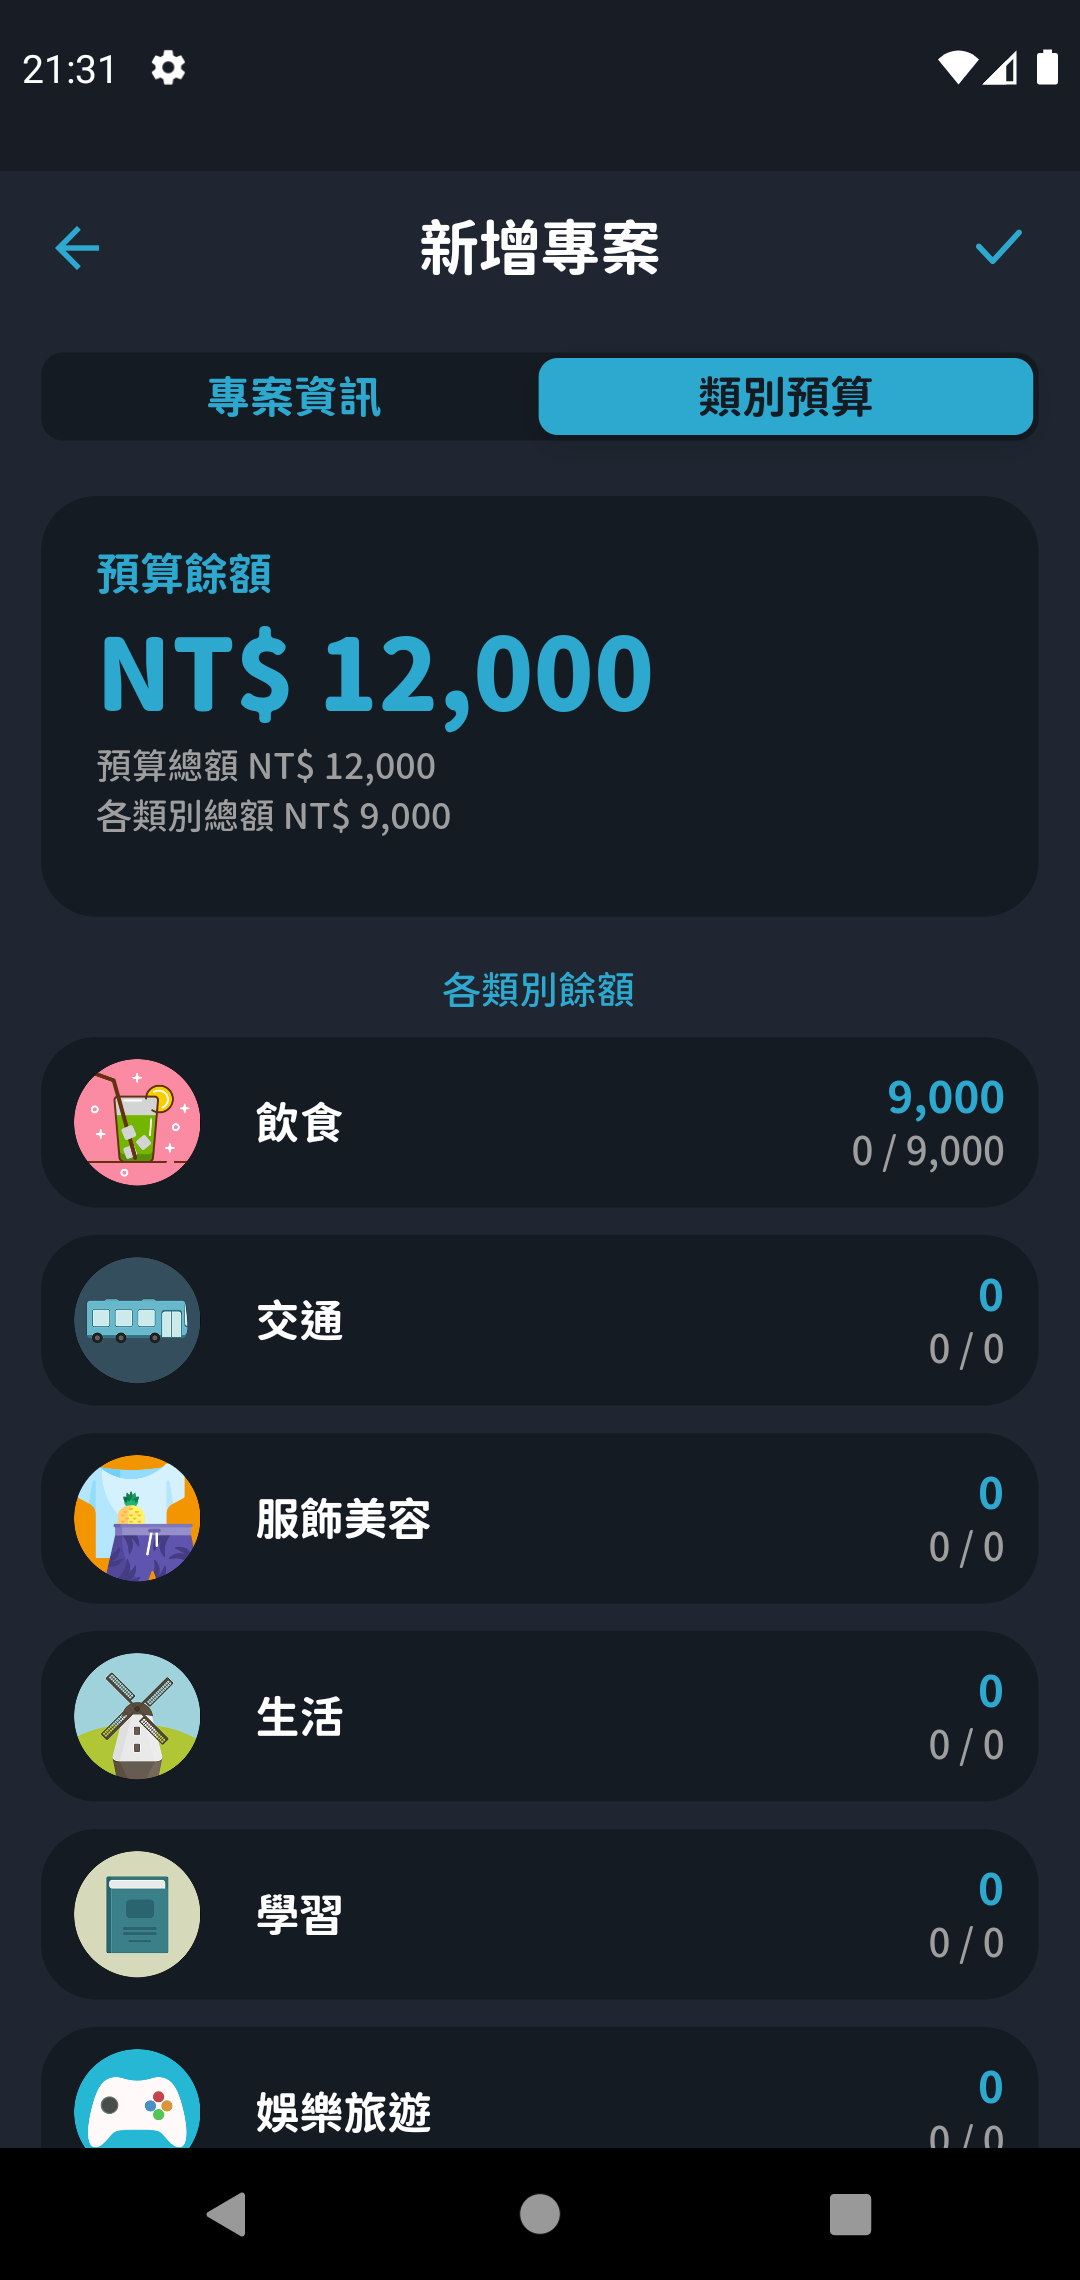 21:31
新增專案
專案資訊
類別預算
預算餘額
NT$ 12,000
預算總額 NT$ 12,000
各類別總額 NT$ 9,000
各類別餘額
飲食
9,000
0 / 9,000
交通
0
0 / 0
服飾美容
0
0 / 0
生活
0
0 / 0
學習
0
0 / 0
娛樂旅遊
0
0 / 0